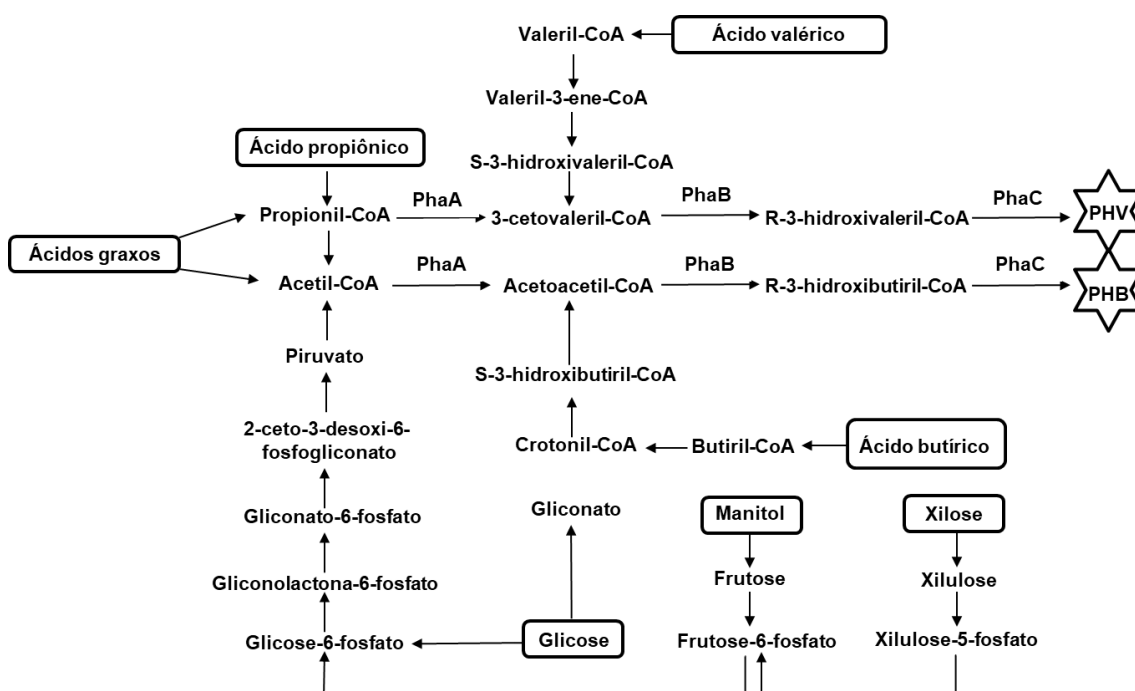 Valeril-CoA
Ácido valérico
Valeril-3-ene-CoA
Ácido propiônico
S-3-hidroxivaleril-CoA
Propionil-CoA
PhaA
3-cetovaleril-CoA
PhaB
R-3-hidroxivaleril-CoA
PhaC
PHV
Ácidos graxos
Acetil-CoA
PhaA
Acetoacetil-CoA
PhaB
R-3-hidroxibutiril-CoA
PhaC
PHB
Piruvato
S-3-hidroxibutiril-CoA
2-ceto-3-desoxi-6-
fosfogliconato
Crotonil-CoA
Butiril-CoA
Ácido butírico
Gliconato-6-fosfato
Gliconato
Manitol
Xilose
Gliconolactona-6-fosfato
Frutose
Xilulose
Glicose-6-fosfato
Glicose
Frutose-6-fosfato
Xilulose-5-fosfato